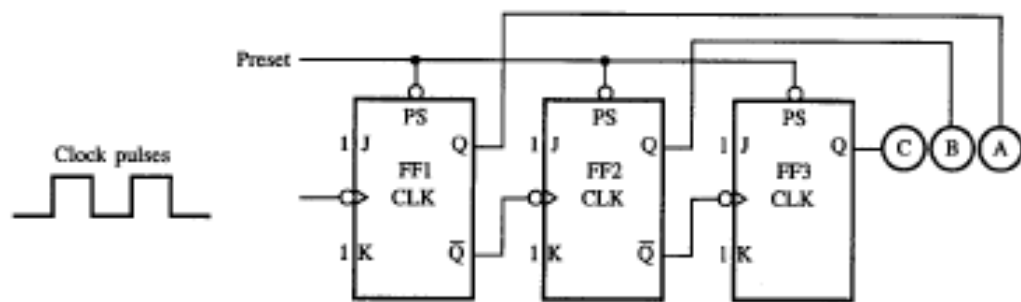 Preset
PS PS PS
1 J Q 1 J Q 1 J Q C B A
Clock pulses
FF1 FF2 FF3
CLK CLK CLK
1 K Q̅ 1 K Q̅ 1 K